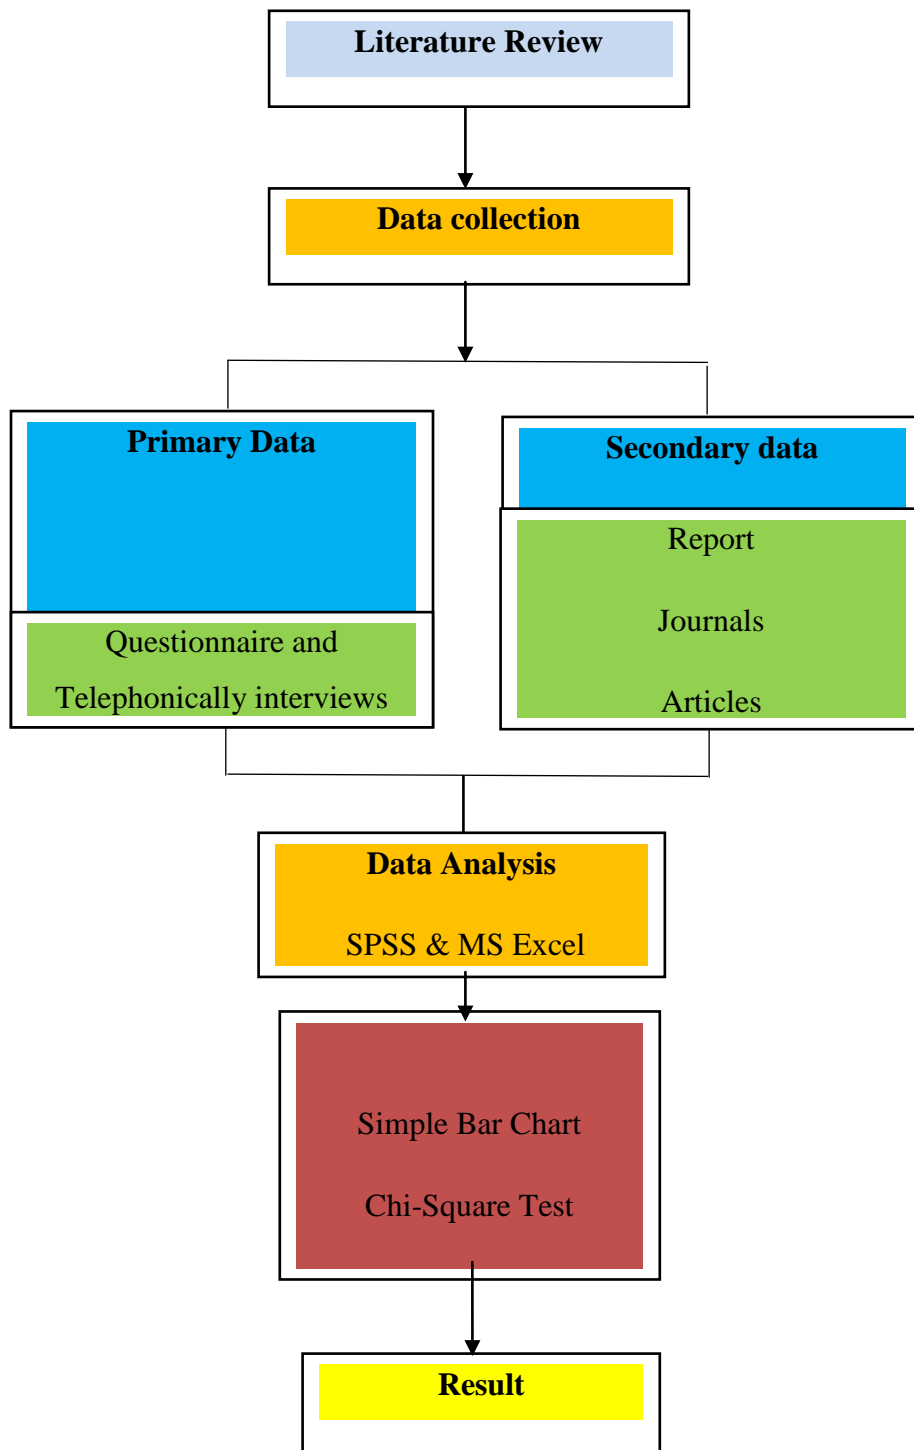 Literature Review
Data collection
Primary Data
Questionnaire and
Telephonically interviews
Secondary data
Report
Journals
Articles
Data Analysis
SPSS & MS Excel
Simple Bar Chart
Chi-Square Test
Result